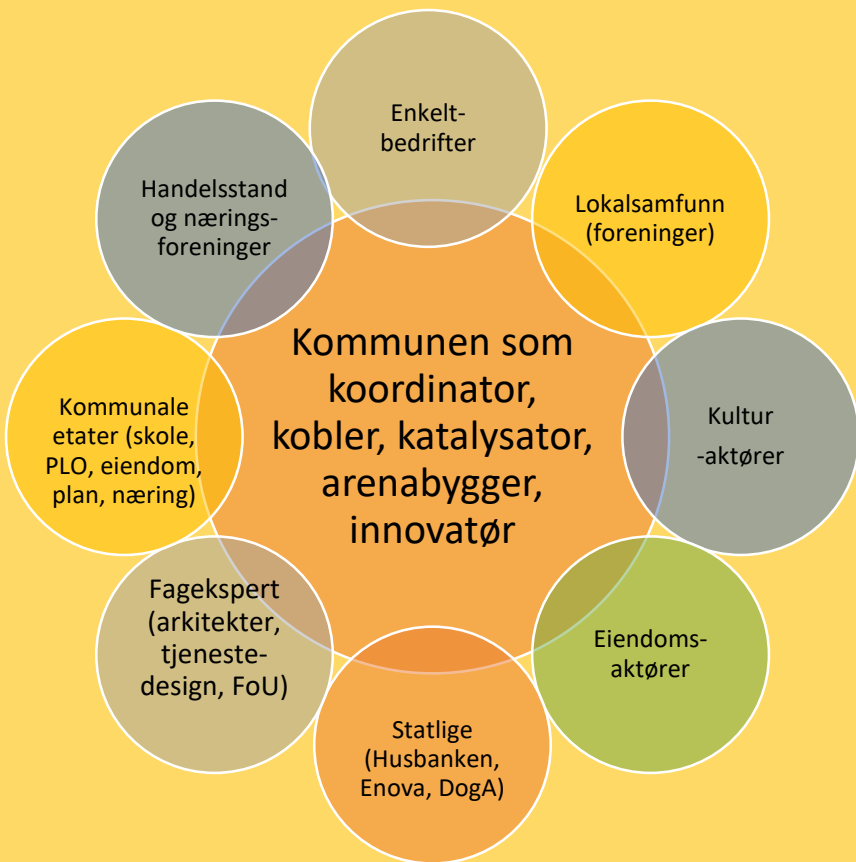 Enkelt-
bedrifter
Handelsstand
og nærings-
foreninger
Lokalsamfunn
(foreninger)
Kommunen som
koordinator,
kobler, katalysator,
arenabygger,
innovatør
Kommunale
etater (skole,
PLO, eiendom,
plan, næring)
Kultur
-aktører
Fagekspert
(arkitekter,
tjeneste-
design, FoU)
Eiendoms-
aktører
Statlige
(Husbanken,
Enova, DogA)